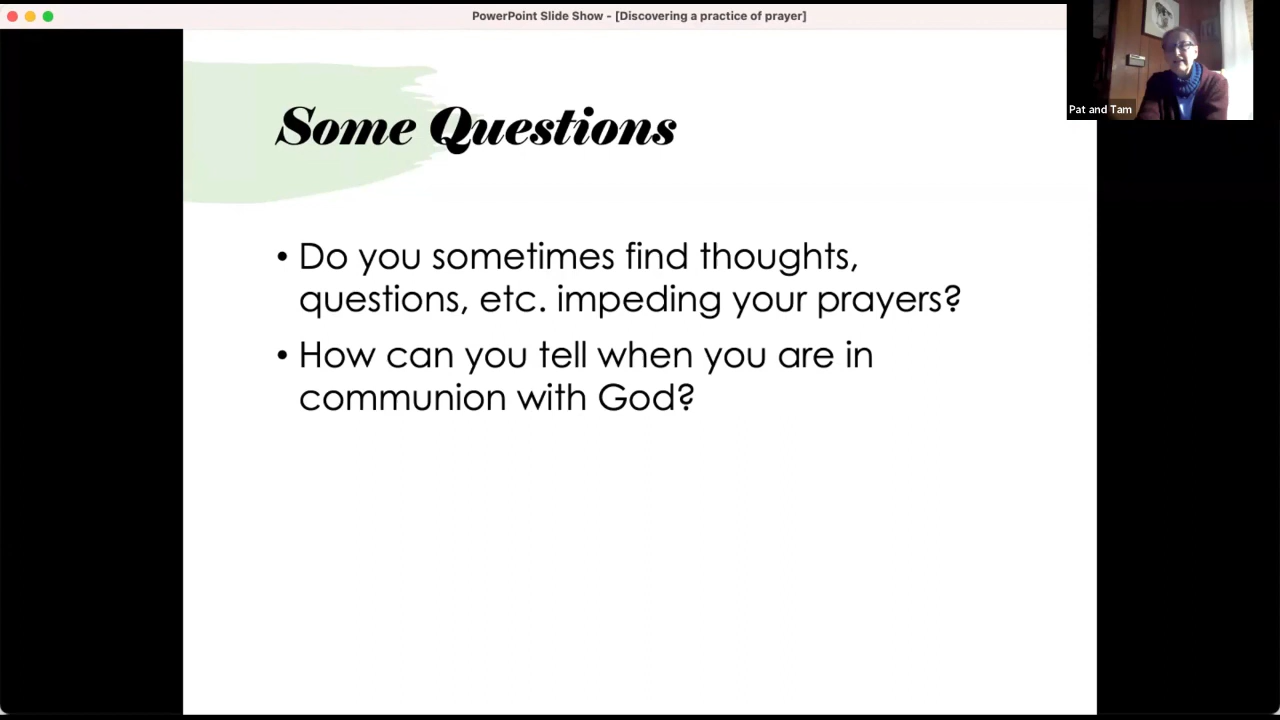 PowerPoint Slide Show - [Discovering a practice of prayer]
Pat and Tam
Some Questions
• Do you sometimes find thoughts,
questions, etc. impeding your prayers?
• How can you tell when you are in
communion with God?